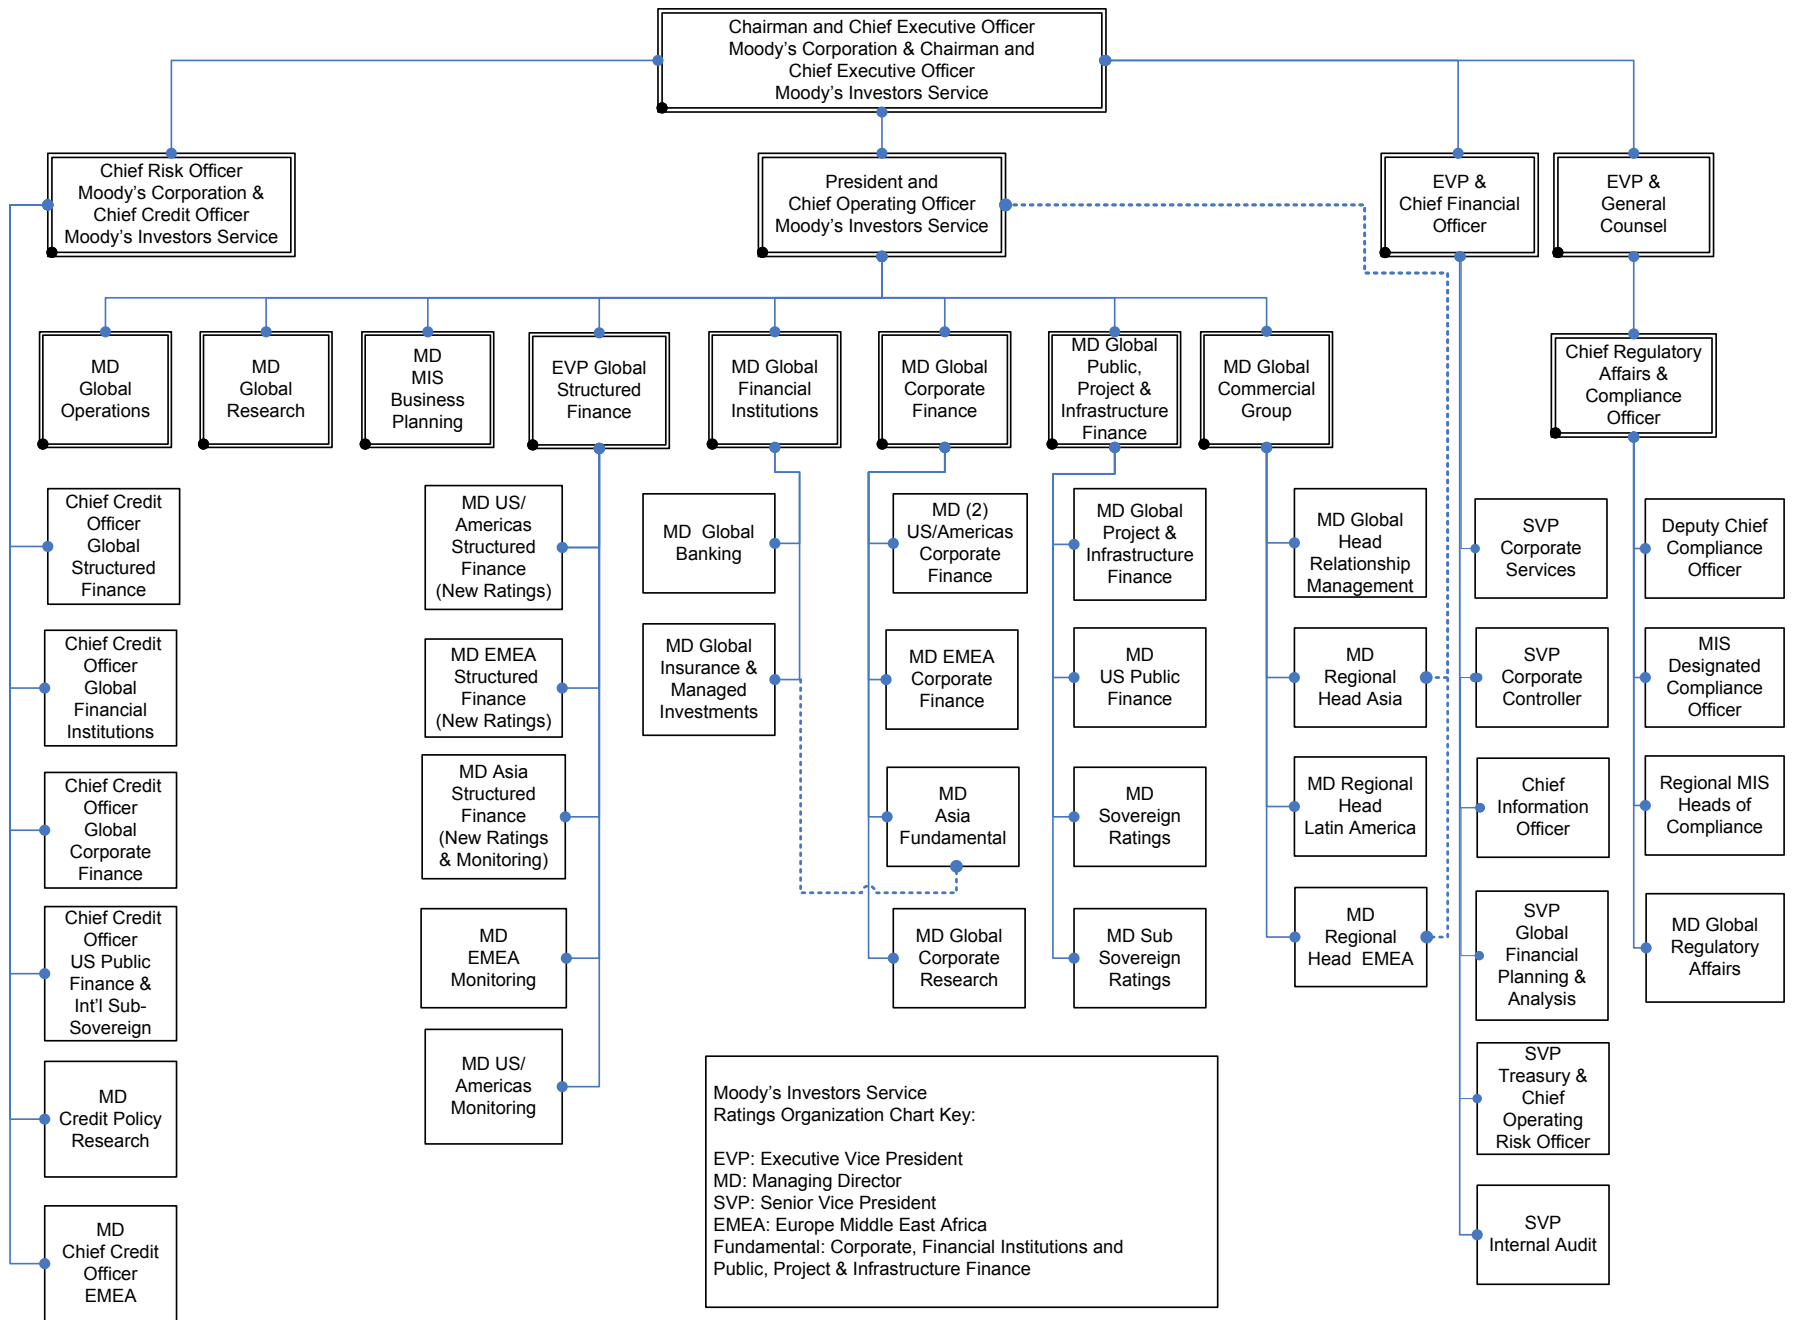 Chairman and Chief Executive Officer
Moody's Corporation & Chairman and
Chief Executive Officer
Moody's Investors Service
Chief Risk Officer
Moody's Corporation &
Chief Credit Officer
Moody's Investors Service
President and
Chief Operating Officer
Moody's Investors Service
EVP &
Chief Financial
Officer
EVP &
General
Counsel
MD
Global
Operations
MD
Global
Research
MD
MIS
Business
Planning
EVP Global
Structured
Finance
MD Global
Financial
Institutions
MD Global
Corporate
Finance
MD Global
Public,
Project &
Infrastructure
Finance
MD Global
Commercial
Group
Chief Regulatory
Affairs &
Compliance
Officer
Chief Credit
Officer
Global
Structured
Finance
MD US/
Americas
Structured
Finance
(New Ratings)
MD Global
Banking
MD (2)
US/Americas
Corporate
Finance
MD Global
Project &
Infrastructure
Finance
MD Global
Head
Relationship
Management
SVP
Corporate
Services
Deputy Chief
Compliance
Officer
Chief Credit
Officer
Global
Financial
Institutions
MD EMEA
Structured
Finance
(New Ratings)
MD Global
Insurance &
Managed
Investments
MD EMEA
Corporate
Finance
MD
US Public
Finance
MD
Regional
Head Asia
SVP
Corporate
Controller
MIS
Designated
Compliance
Officer
Chief Credit
Officer
Global
Corporate
Finance
MD Asia
Structured
Finance
(New Ratings
& Monitoring)
MD
Asia
Fundamental
MD
Sovereign
Ratings
MD Regional
Head
Latin America
Chief
Information
Officer
Regional MIS
Heads of
Compliance
Chief Credit
Officer
US Public
Finance &
Int'l Sub-
Sovereign
MD
EMEA
Monitoring
MD Global
Corporate
Research
MD Sub
Sovereign
Ratings
MD
Regional
Head EMEA
SVP
Global
Financial
Planning &
Analysis
MD Global
Regulatory
Affairs
MD
Credit Policy
Research
MD US/
Americas
Monitoring
SVP
Treasury &
Chief
Operating
Risk Officer
MD
Chief Credit
Officer
EMEA
SVP
Internal Audit
Moody's Investors Service
Ratings Organization Chart Key:
EVP: Executive Vice President
MD: Managing Director
SVP: Senior Vice President
EMEA: Europe Middle East Africa
Fundamental: Corporate, Financial Institutions and
Public, Project & Infrastructure Finance